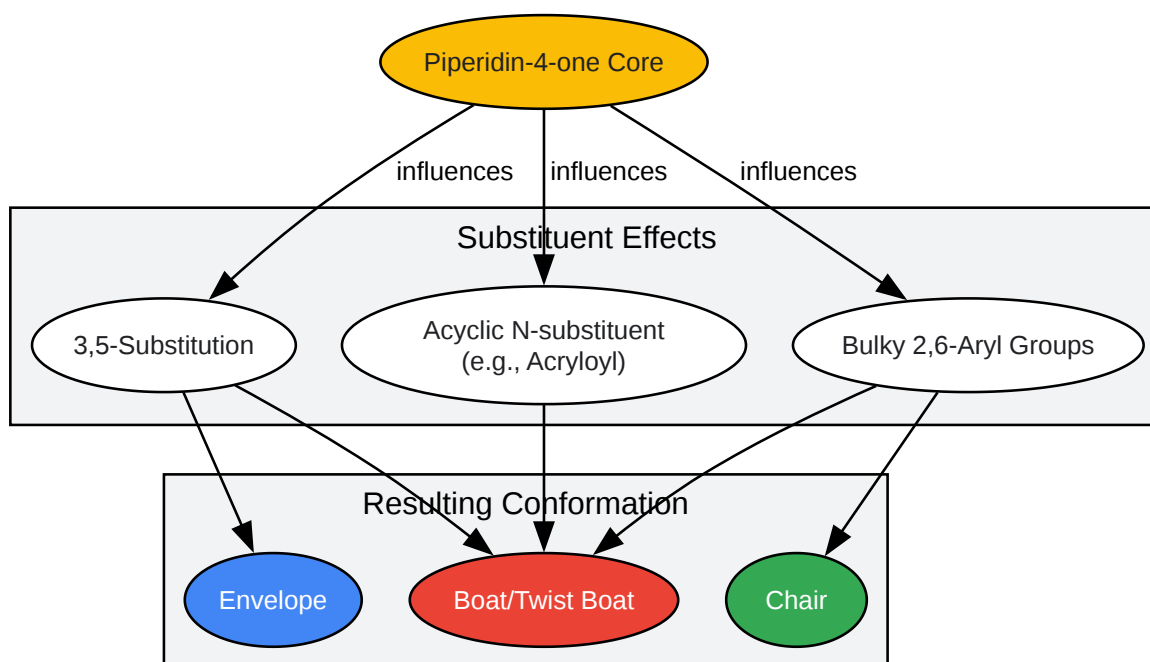 Piperidin-4-one Core
influences
influences
influences
Substituent Effects
3,5-Substitution
Acyclic N-substituent
(e.g., Acryloyl)
Bulky 2,6-Aryl Groups
Resulting Conformation
Envelope
Boat/Twist Boat
Chair